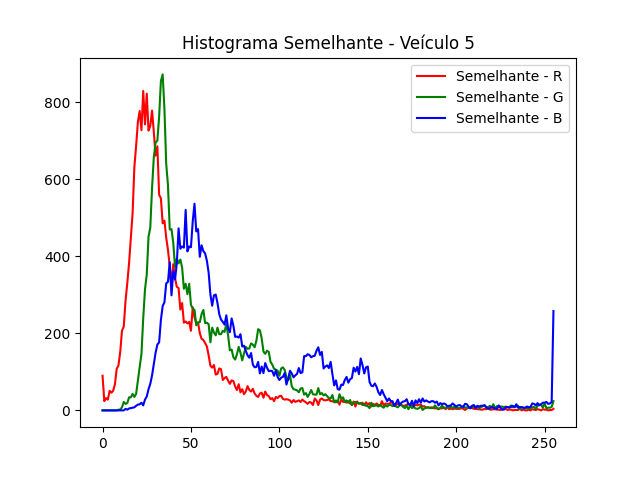 Histograma Semelhante - Veículo 5
Semelhante - R
Semelhante - G
Semelhante - B
800
600
400
200
0
0 50 100 150 200 250